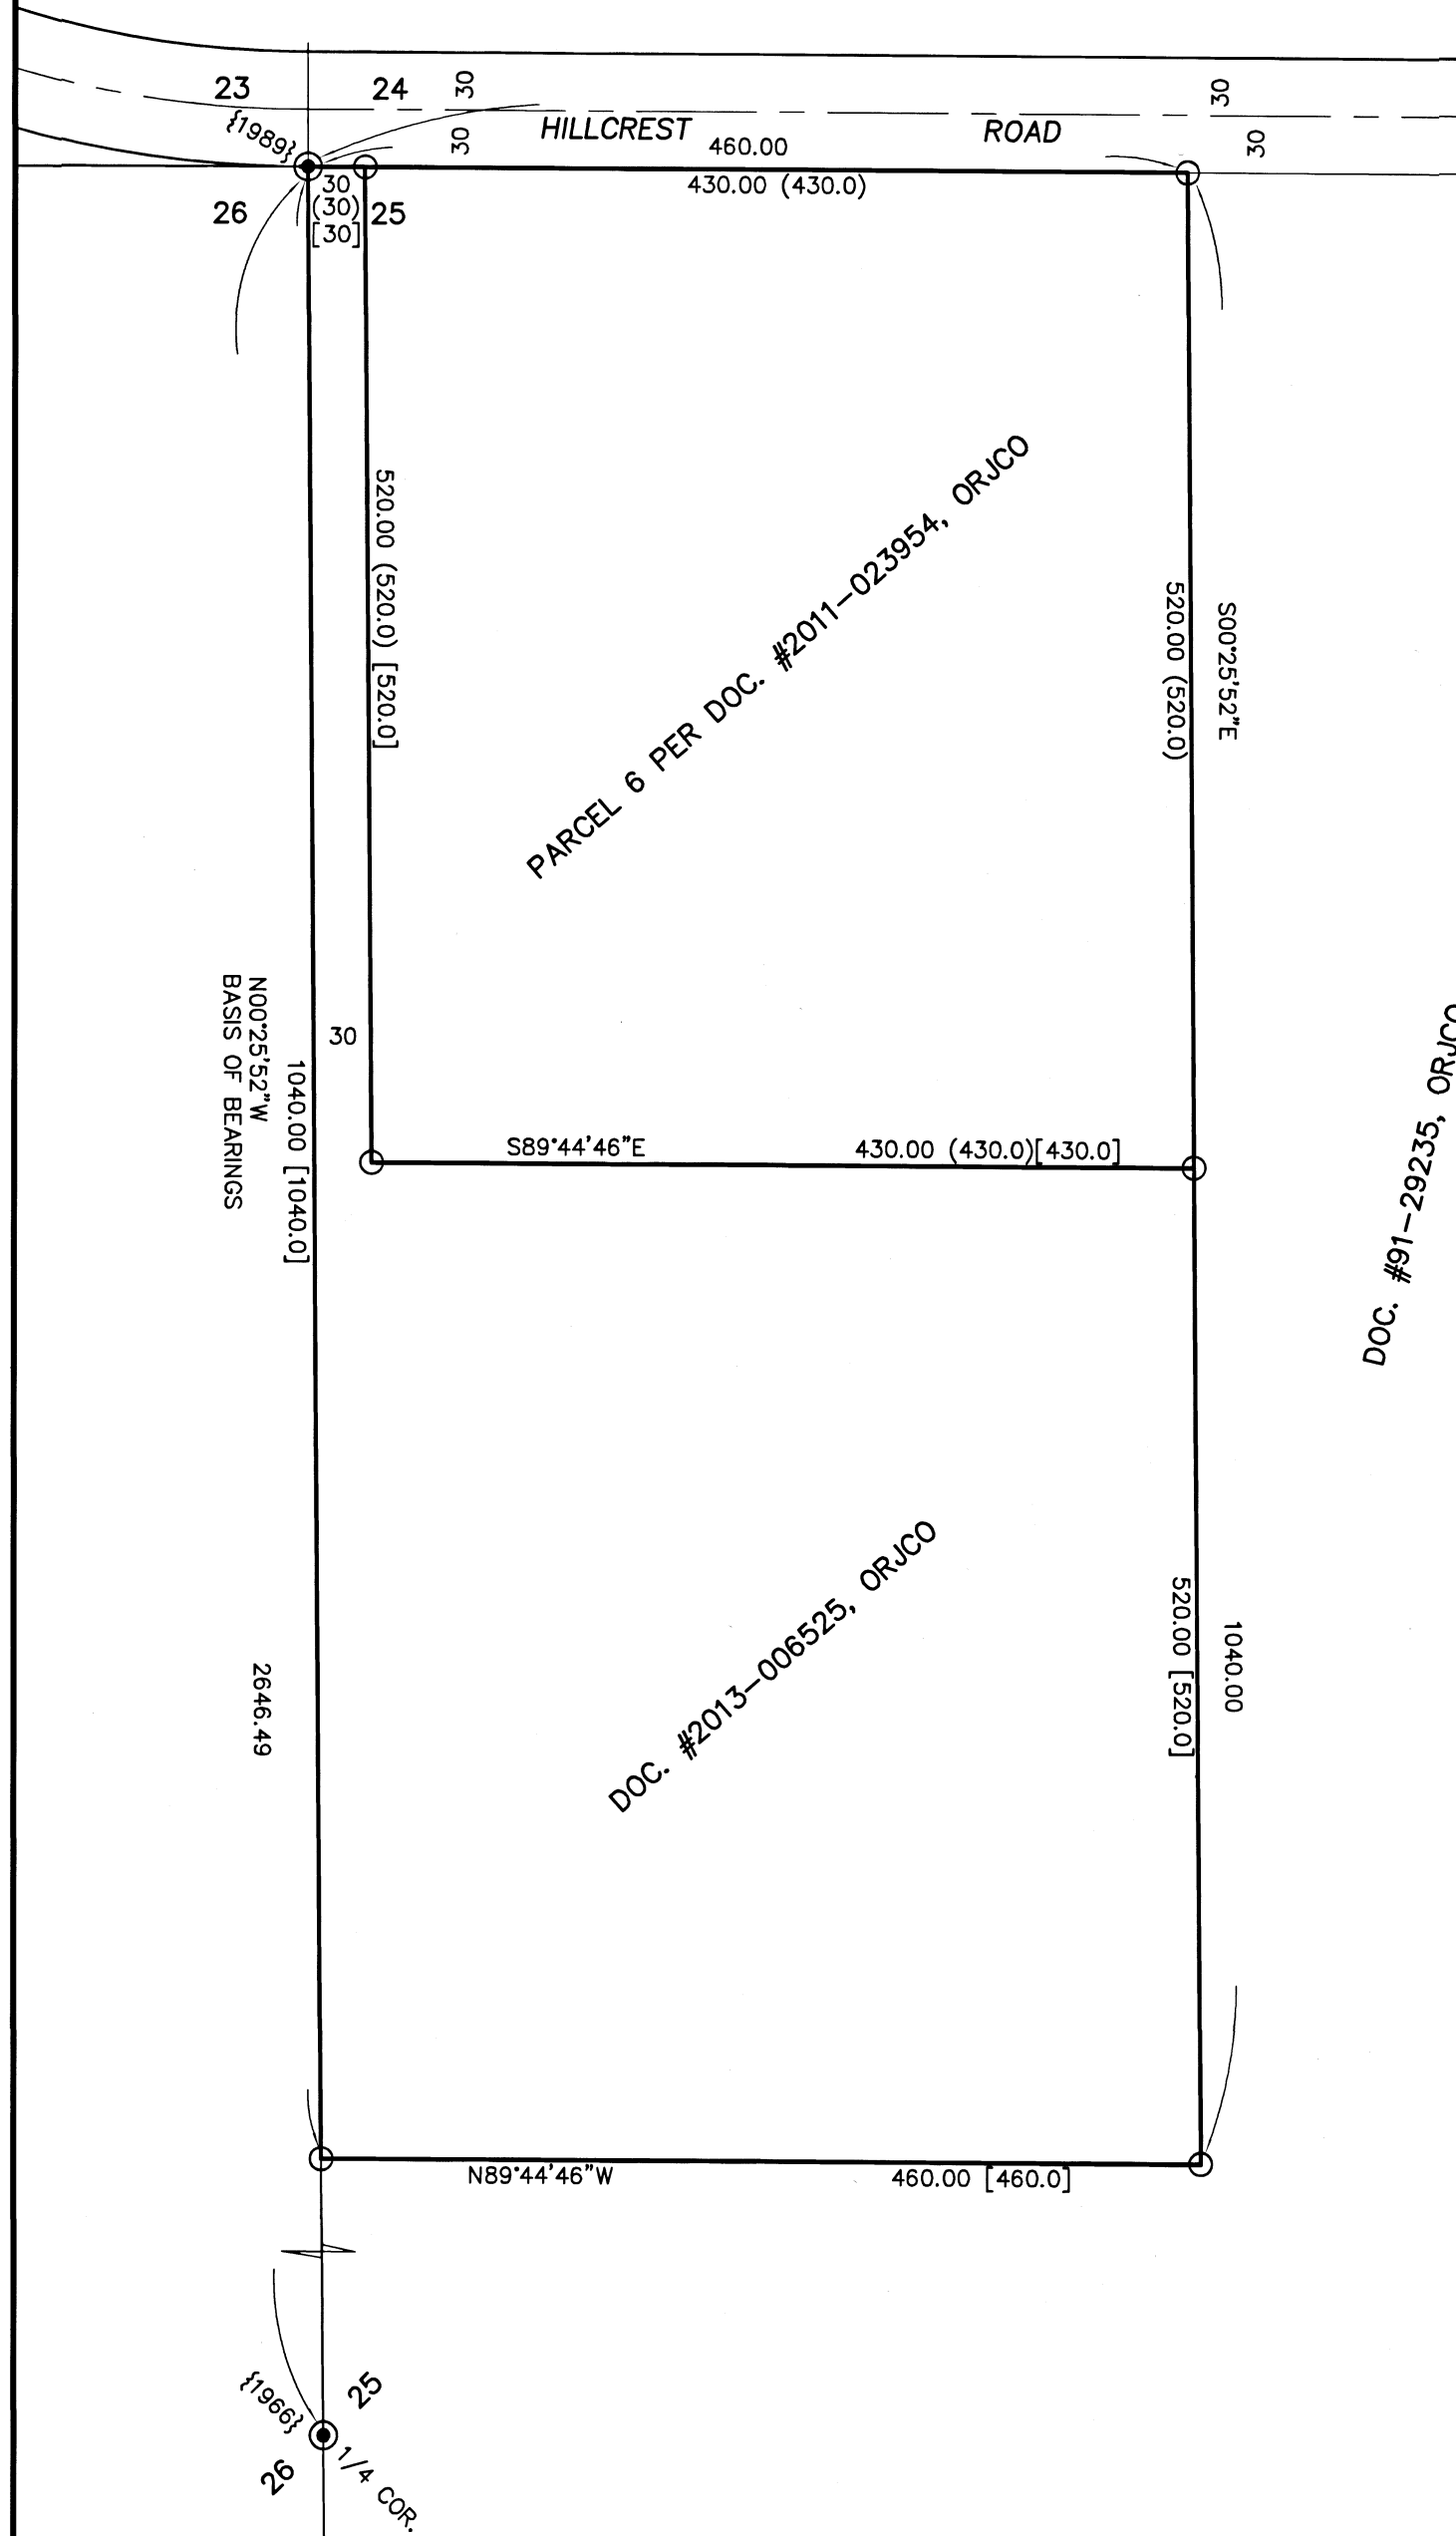 23
24
30
30
HILLCREST ROAD
30
30
{1989}
460.00
430.00 (430.0)
30
(30)
[30]
26
25
520.00 (520.0) [520.0]
PARCEL 6 PER DOC. #2011-023954, ORJCO
520.00 (520.0)
S00°25'52"E
N00°25'52"W
BASIS OF BEARINGS
1040.00 [1040.0]
30
S89°44'46"E
430.00 (430.0)[430.0]
DOC. #91-29235, ORJCO
DOC. #2013-006525, ORJCO
520.00 [520.0]
1040.00
2646.49
N89°44'46"W
460.00 [460.0]
25
{1966}
26
1/4 COR.